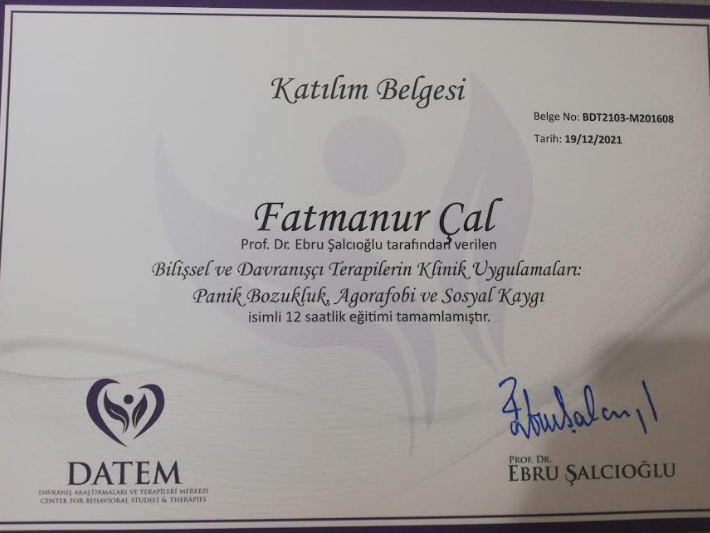 Katılım Belgesi
Belge No: BDT2103-M201608
Tarih: 19/12/2021
Fatmanur Çal
Prof. Dr. Ebru Şalcıoğlu tarafından verilen
Bilişsel ve Davranışçı Terapilerin Klinik Uygulamaları:
Panik Bozukluk, Agorafobi ve Sosyal Kaygı
isimli 12 saatlik eğitimi tamamlamıştır.
DATEM
DAVRANIŞ ARAŞTIRMALARI VE TERAPİLERİ MERKEZİ
CENTER FOR BEHAVIORAL STUDIES & THERAPIES
PROF. DR.
EBRU ŞALCIOĞLU